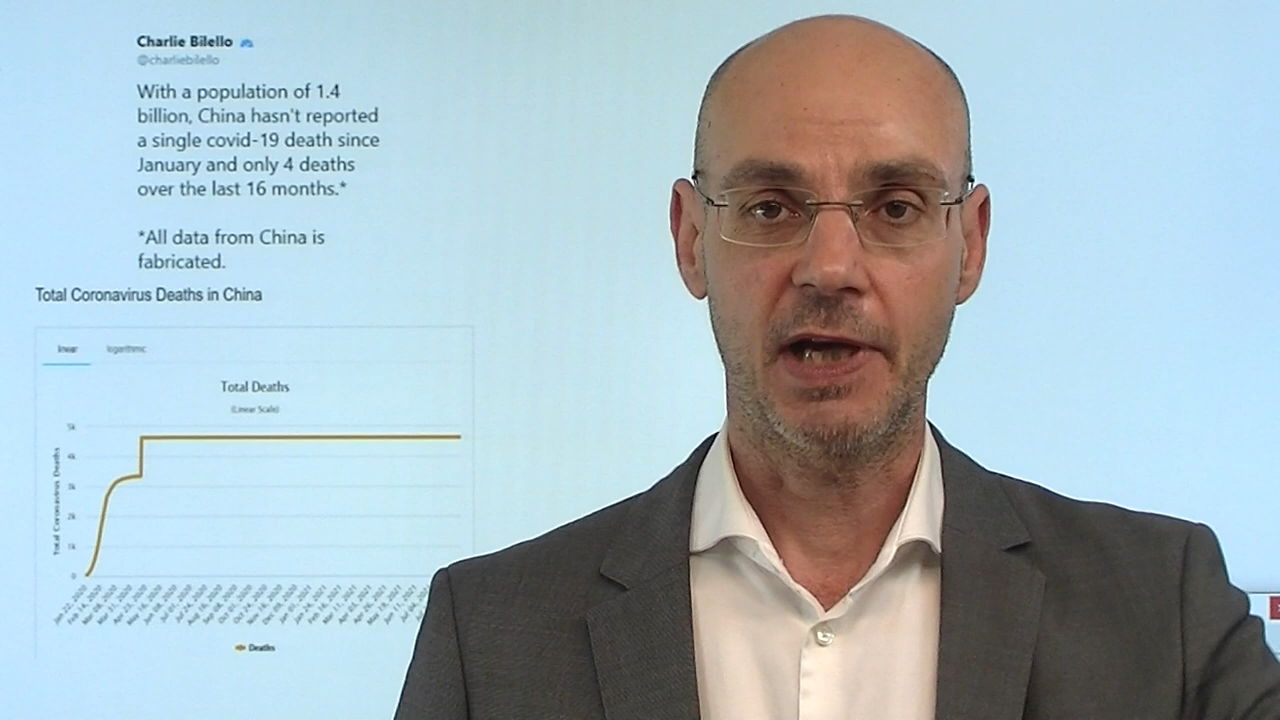 Charlie Bilello
@charliebilello
With a population of 1.4
billion, China hasn't reported
a single covid-19 death since
January and only 4 deaths
over the last 16 months.*
*All data from China is
fabricated.
Total Coronavirus Deaths in China
linear logarithmic
Total Deaths
(Linear Scale)
Total Coronavirus Deaths
5k
4k
3k
2k
1k
0
Deaths